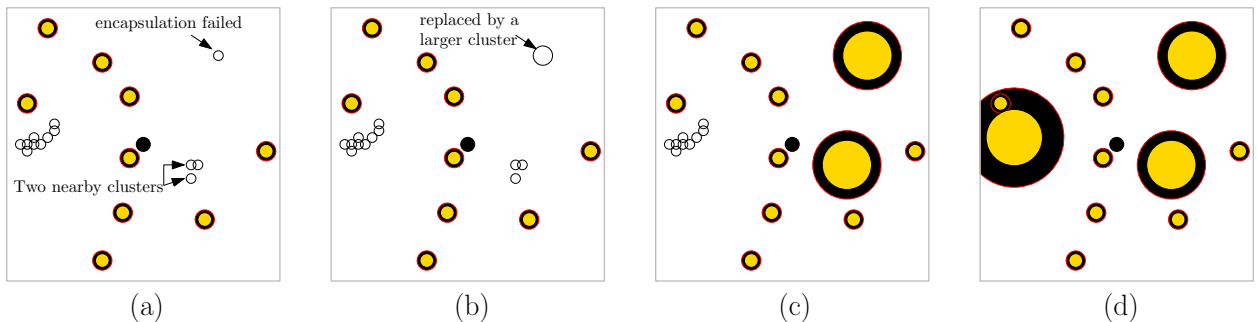 encapsulation failed
Two nearby clusters
(a)
replaced by a
larger cluster
(b)
(c)
(d)